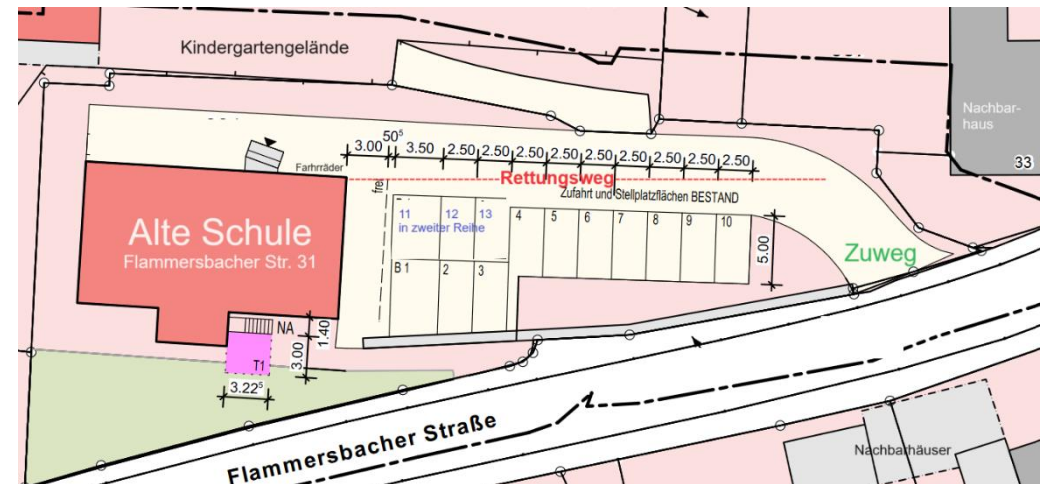 Kindergartengelände
Nachbar-
haus
33
50⁵
3.00 3.50 2.50 2.50 2.50 2.50 2.50 2.50 2.50 2.50 2.50
Fahrräder
frei
Rettungsweg
Zufahrt und Stellplatzflächen BESTAND
11 12 13
in zweiter Reihe
4 5 6 7 8 9 10
Alte Schule
Flammersbacher Str. 31
Zuweg
5.00
B 1 2 3
NA
1.40
3.00
T1
3.22⁵
Flammersbacher Straße
Nachbarhäuser